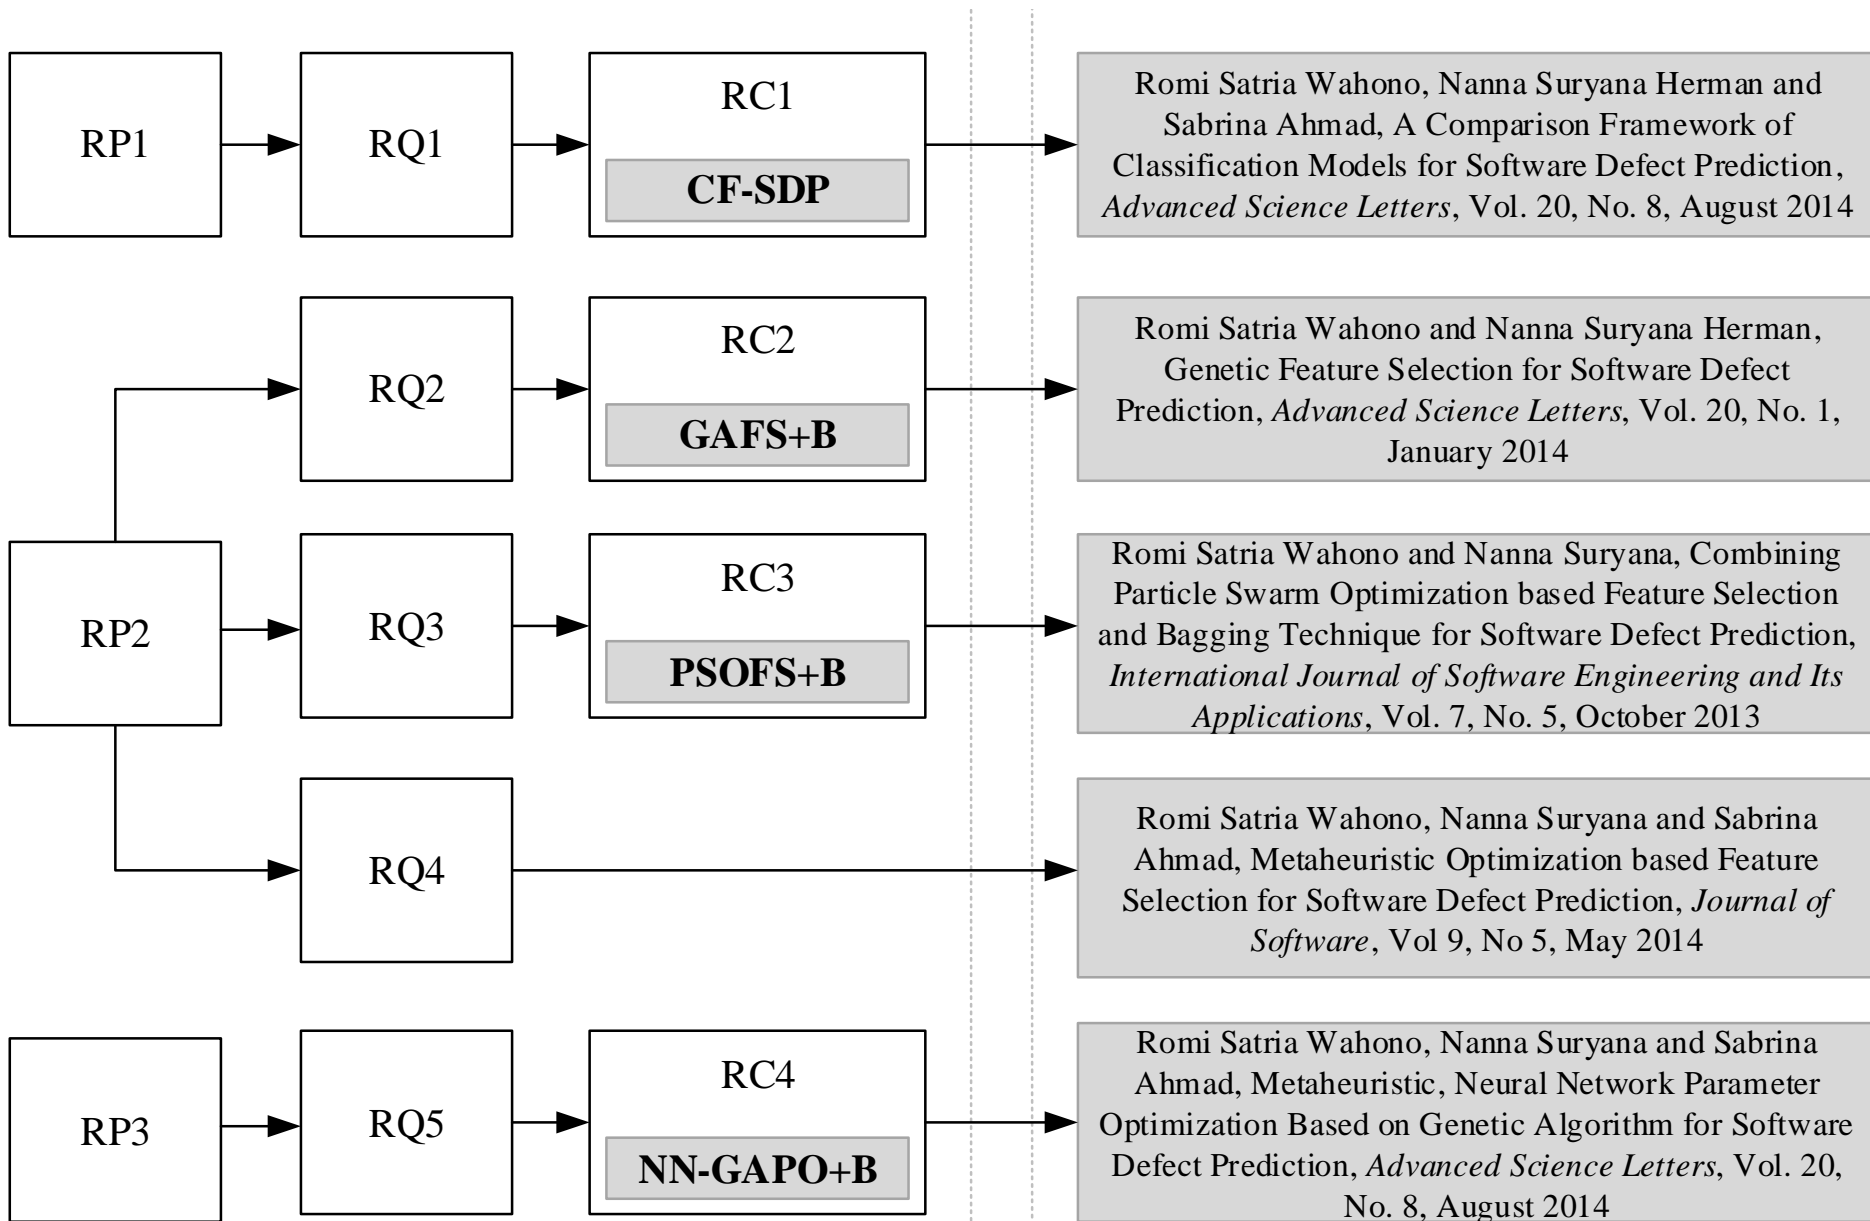 RP1
RQ1
RC1
CF-SDP
Romi Satria Wahono, Nanna Suryana Herman and
Sabrina Ahmad, A Comparison Framework of
Classification Models for Software Defect Prediction,
Advanced Science Letters, Vol. 20, No. 8, August 2014
RQ2
RC2
GAFS+B
Romi Satria Wahono and Nanna Suryana Herman,
Genetic Feature Selection for Software Defect
Prediction, Advanced Science Letters, Vol. 20, No. 1,
January 2014
RP2
RQ3
RC3
PSOFS+B
Romi Satria Wahono and Nanna Suryana, Combining
Particle Swarm Optimization based Feature Selection
and Bagging Technique for Software Defect Prediction,
International Journal of Software Engineering and Its
Applications, Vol. 7, No. 5, October 2013
RQ4
Romi Satria Wahono, Nanna Suryana and Sabrina
Ahmad, Metaheuristic Optimization based Feature
Selection for Software Defect Prediction, Journal of
Software, Vol 9, No 5, May 2014
RP3
RQ5
RC4
NN-GAPO+B
Romi Satria Wahono, Nanna Suryana and Sabrina
Ahmad, Metaheuristic, Neural Network Parameter
Optimization Based on Genetic Algorithm for Software
Defect Prediction, Advanced Science Letters, Vol. 20,
No. 8, August 2014